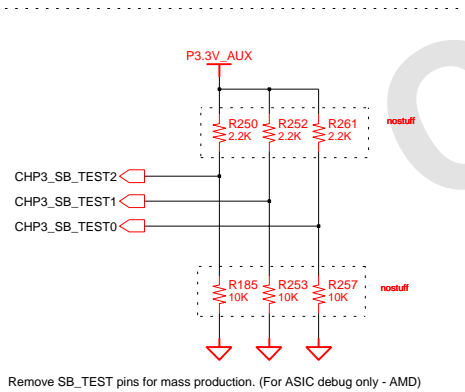 P3.3V_AUX
R250 R252 R261
2.2K 2.2K 2.2K
nostuff
CHP3_SB_TEST2
CHP3_SB_TEST1
CHP3_SB_TEST0
R185 R253 R257
10K 10K 10K
nostuff
Remove SB_TEST pins for mass production. (For ASIC debug only - AMD)